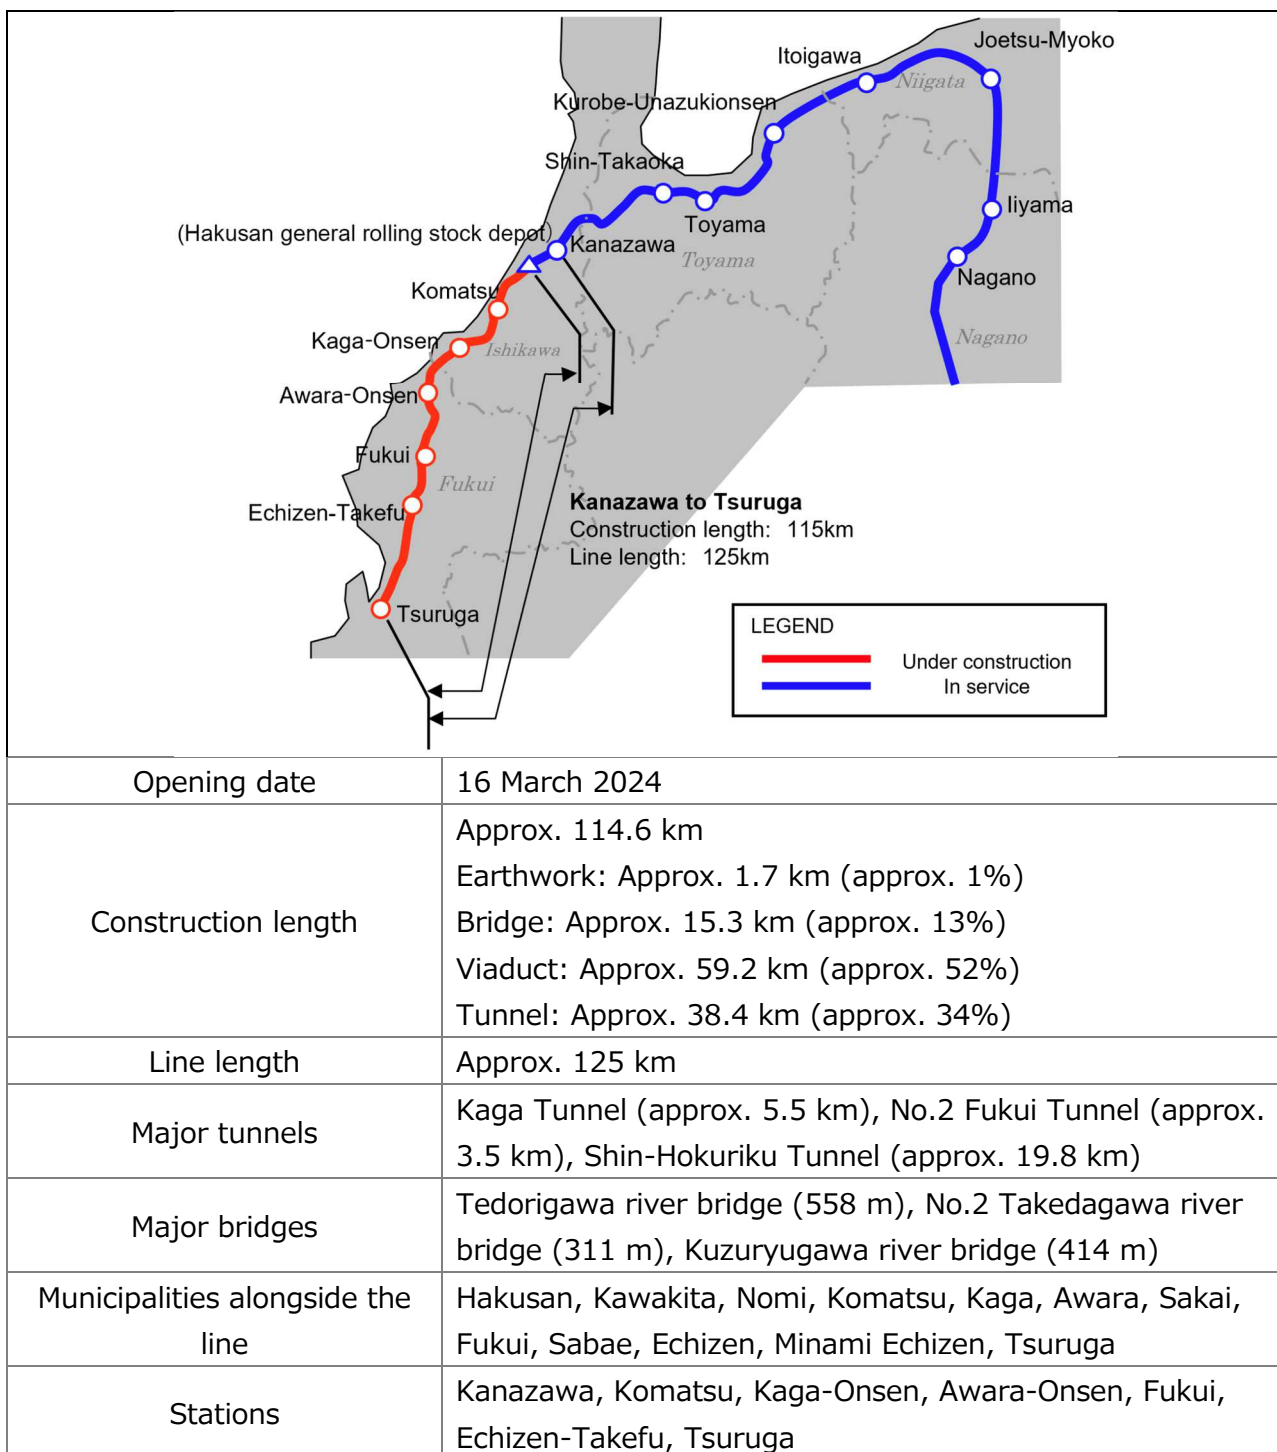 Joetsu-Myoko
Itoigawa
Niigata
Kurobe-Unazukionsen
Shin-Takaoka
Iiyama
Toyama
(Hakusan general rolling stock depot)
Kanazawa
Toyama
Nagano
Komatsu
Kaga-Onsen
Ishikawa
Nagano
Awara-Onsen
Fukui
Fukui
Echizen-Takefu
Kanazawa to Tsuruga
Construction length: 115km
Line length: 125km
Tsuruga
LEGEND
Under construction
In service
Opening date
16 March 2024
Construction length
Approx. 114.6 km
Earthwork: Approx. 1.7 km (approx. 1%)
Bridge: Approx. 15.3 km (approx. 13%)
Viaduct: Approx. 59.2 km (approx. 52%)
Tunnel: Approx. 38.4 km (approx. 34%)
Line length
Approx. 125 km
Major tunnels
Kaga Tunnel (approx. 5.5 km), No.2 Fukui Tunnel (approx.
3.5 km), Shin-Hokuriku Tunnel (approx. 19.8 km)
Major bridges
Tedorigawa river bridge (558 m), No.2 Takedagawa river
bridge (311 m), Kuzuryugawa river bridge (414 m)
Municipalities alongside the
line
Hakusan, Kawakita, Nomi, Komatsu, Kaga, Awara, Sakai,
Fukui, Sabae, Echizen, Minami Echizen, Tsuruga
Stations
Kanazawa, Komatsu, Kaga-Onsen, Awara-Onsen, Fukui,
Echizen-Takefu, Tsuruga